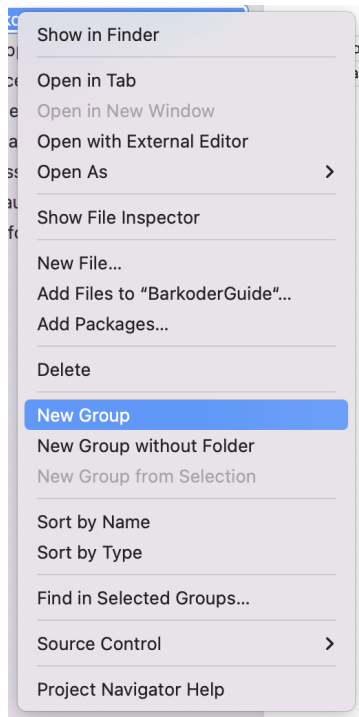 Show in Finder
Open in Tab
Open in New Window
Open with External Editor
Open As
Show File Inspector
New File...
Add Files to “BarkoderGuide“...
Add Packages...
Delete
New Group
New Group without Folder
New Group from Selection
Sort by Name
Sort by Type
Find in Selected Groups...
Source Control
Project Navigator Help